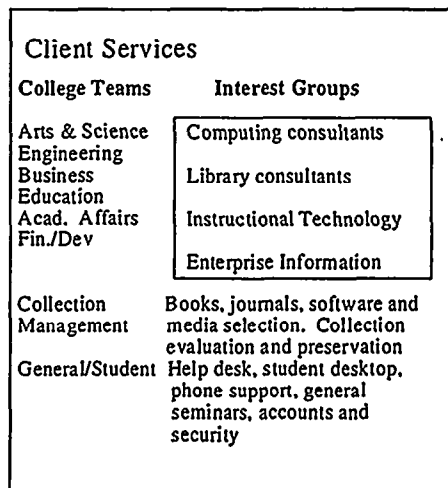 Client Services
College Teams Interest Groups
Arts & Science Computing consultants
Engineering
Business Library consultants
Education
Acad. Affairs Instructional Technology
Fin./Dev
Enterprise Information
Collection Books, journals, software and
Management media selection. Collection
evaluation and preservation
General/Student Help desk, student desktop,
phone support, general
seminars, accounts and
security